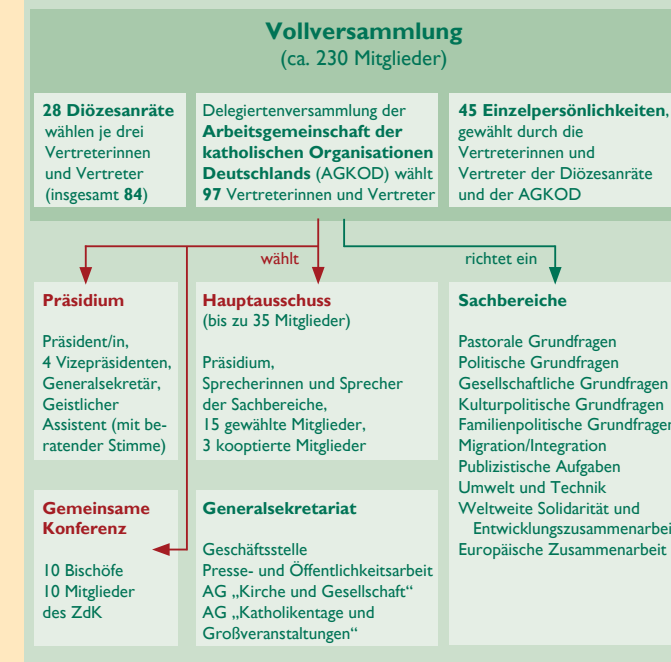 Vollversammlung
(ca. 230 Mitglieder)
28 Diözesanräte
wählen je drei
Vertreterinnen
und Vertreter
(insgesamt 84)
Delegiertenversammlung der
Arbeitsgemeinschaft der
katholischen Organisationen
Deutschlands (AGKOD) wählt
97 Vertreterinnen und Vertreter
45 Einzelpersönlichkeiten,
gewählt durch die
Vertreterinnen und
Vertreter der Diözesanräte
und der AGKOD
wählt
richtet ein
Präsidium
Präsident/in,
4 Vizepräsidenten,
Generalsekretär,
Geistlicher
Assistent (mit be-
ratender Stimme)
Hauptausschuss
(bis zu 35 Mitglieder)
Präsidium,
Sprecherinnen und Sprecher
der Sachbereiche,
15 gewählte Mitglieder,
3 kooptierte Mitglieder
Sachbereiche
Pastorale Grundfragen
Politische Grundfragen
Gesellschaftliche Grundfragen
Kulturpolitische Grundfragen
Familienpolitische Grundfragen
Migration/Integration
Publizistische Aufgaben
Umwelt und Technik
Weltweite Solidarität und
Entwicklungszusammenarbei
Europäische Zusammenarbeit
Gemeinsame
Konferenz
10 Bischöfe
10 Mitglieder
des ZdK
Generalsekretariat
Geschäftsstelle
Presse- und Öffentlichkeitsarbeit
AG „Kirche und Gesellschaft“
AG „Katholikentage und
Großveranstaltungen“